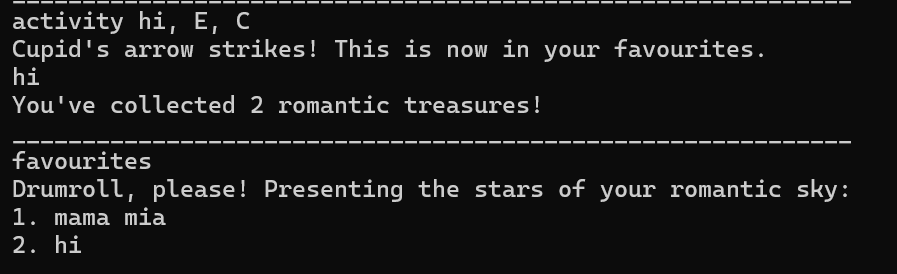 ____________________________________________________________
activity hi, E, C
Cupid's arrow strikes! This is now in your favourites.
hi
You've collected 2 romantic treasures!
____________________________________________________________
favourites
Drumroll, please! Presenting the stars of your romantic sky:
1. mama mia
2. hi